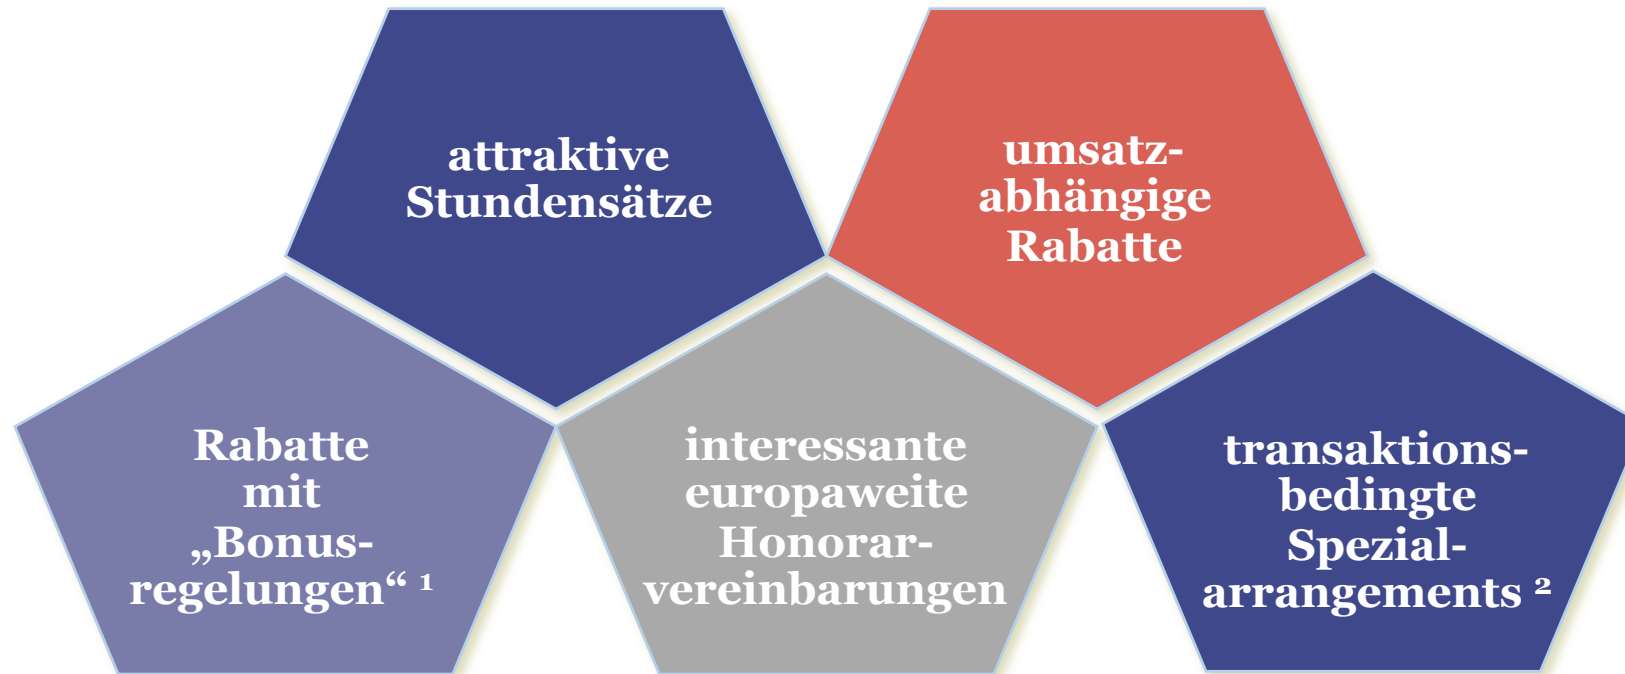 attraktive
Stundensätze
umsatz-
abhängige
Rabatte
Rabatte
mit
„Bonus-
regelungen“ ¹
interessante
europaweite
Honorar-
vereinbarungen
transaktions-
bedingte
Spezial-
arrangements ²